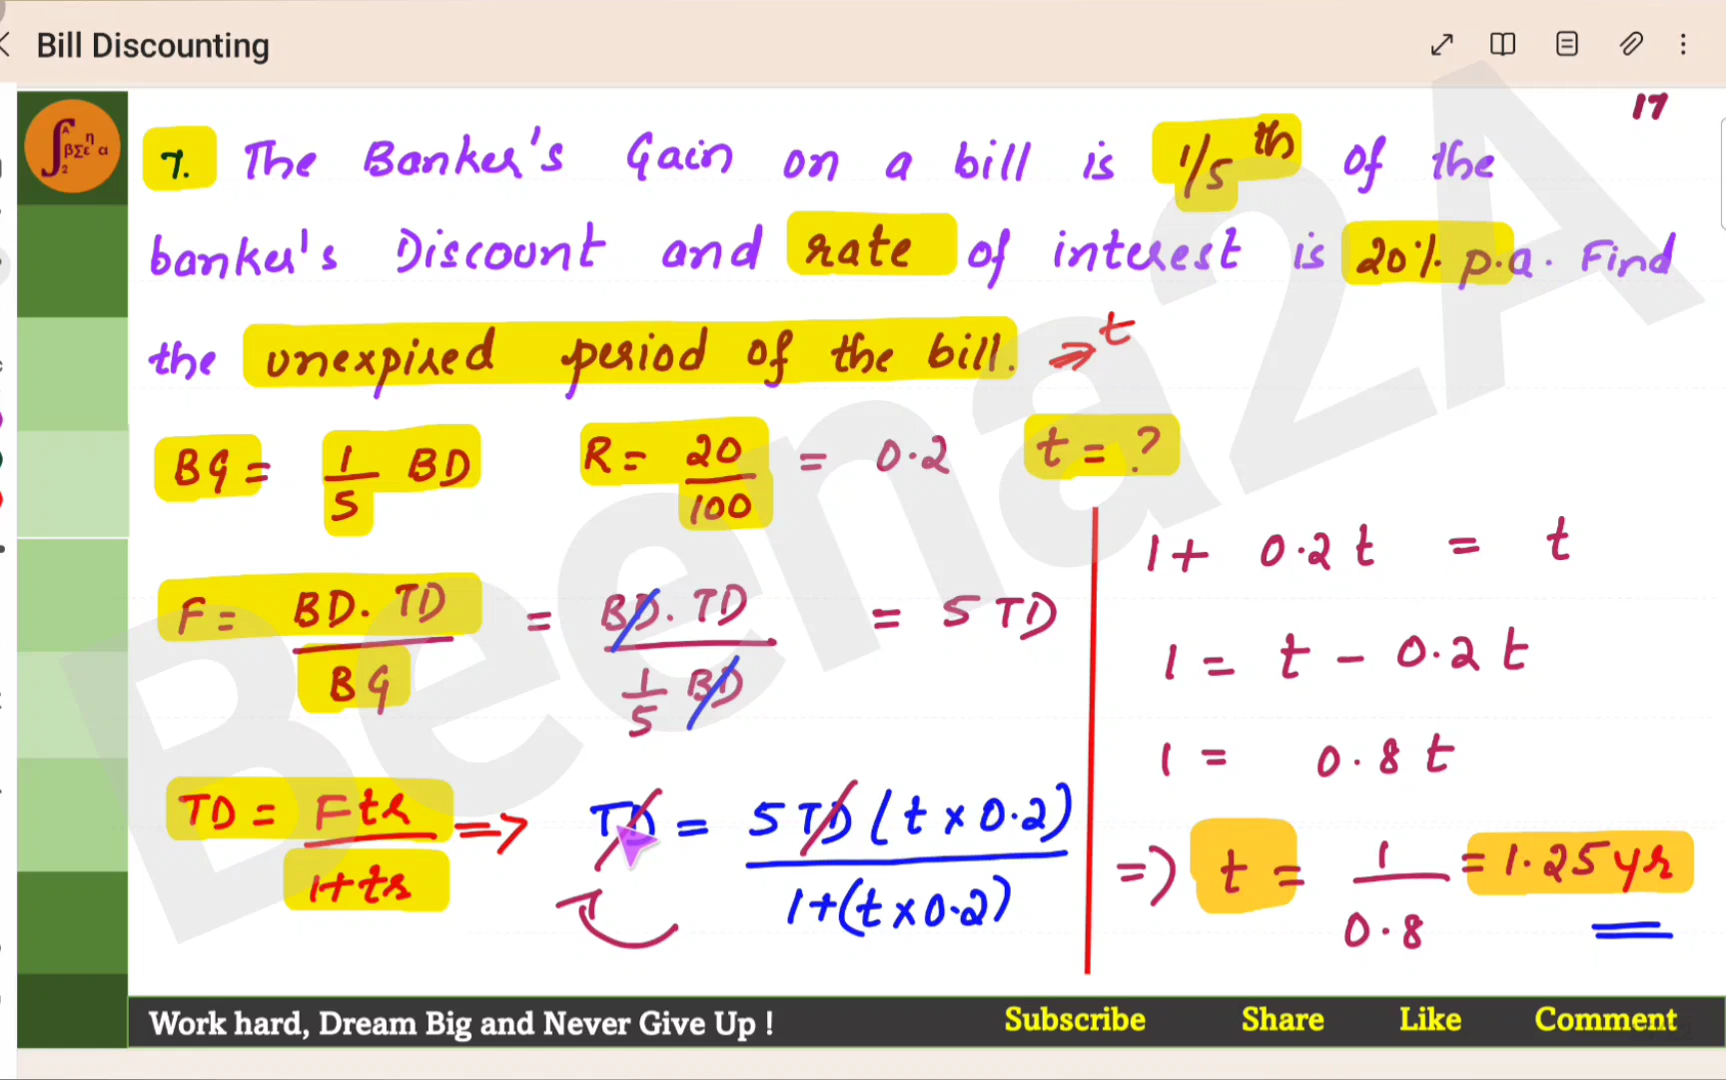 Bill Discounting
17
7. The Banker's Gain on a bill is 1/5 th of the
banker's Discount and rate of interest is 20% p.a. Find
the unexpired period of the bill. ⇒ t
BG = 1/5 BD R = 20/100 = 0.2 t = ?
F = BD. TD / BG = BD. TD / 1/5 BD = 5 TD
TD = Ftr / 1+tr => TD = 5 TD (t x 0.2) / 1+(t x 0.2)
1 + 0.2 t = t
1 = t - 0.2 t
1 = 0.8 t
=> t = 1 / 0.8 = 1.25 yr
Beena2A
Work hard, Dream Big and Never Give Up !
Subscribe Share Like Comment